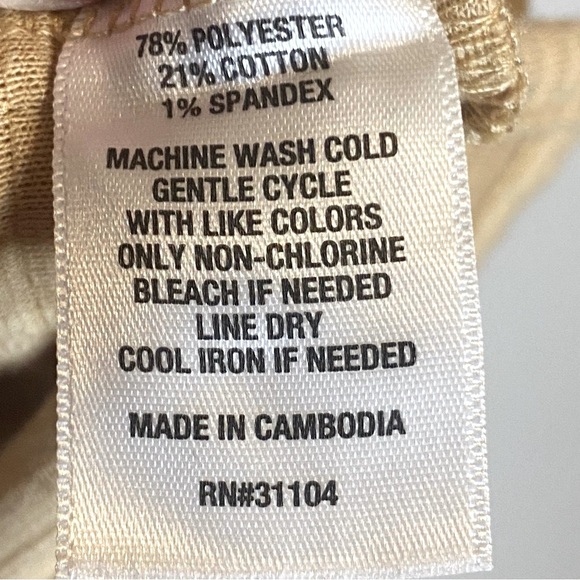 78% POLYESTER
21% COTTON
1% SPANDEX
MACHINE WASH COLD
GENTLE CYCLE
WITH LIKE COLORS
ONLY NON-CHLORINE
BLEACH IF NEEDED
LINE DRY
COOL IRON IF NEEDED
MADE IN CAMBODIA
RN#31104